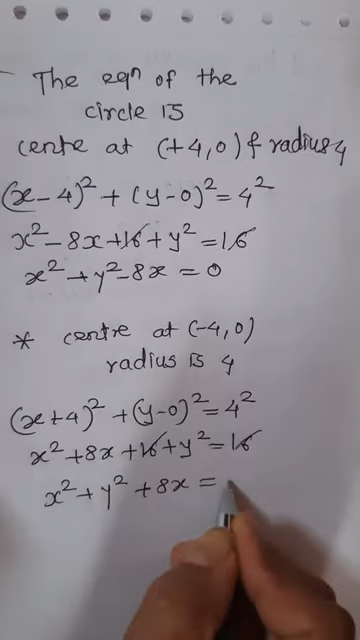 The eqn of the
circle is
centre at (+4,0) & radius 4
(x-4)² + (y-0)² = 4²
x² - 8x + 16 + y² = 16
x² + y² - 8x = 0
* centre at (-4,0)
radius is 4
(x+4)² + (y-0)² = 4²
x² + 8x + 16 + y² = 16
x² + y² + 8x =